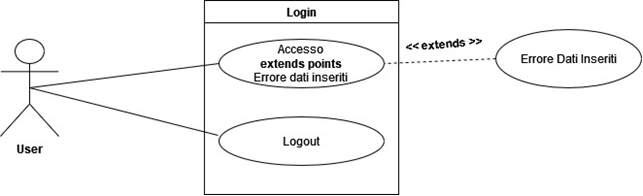 Login
Accesso
extends points
Errore dati inseriti
<< extends >>
Errore Dati Inseriti
Logout
User